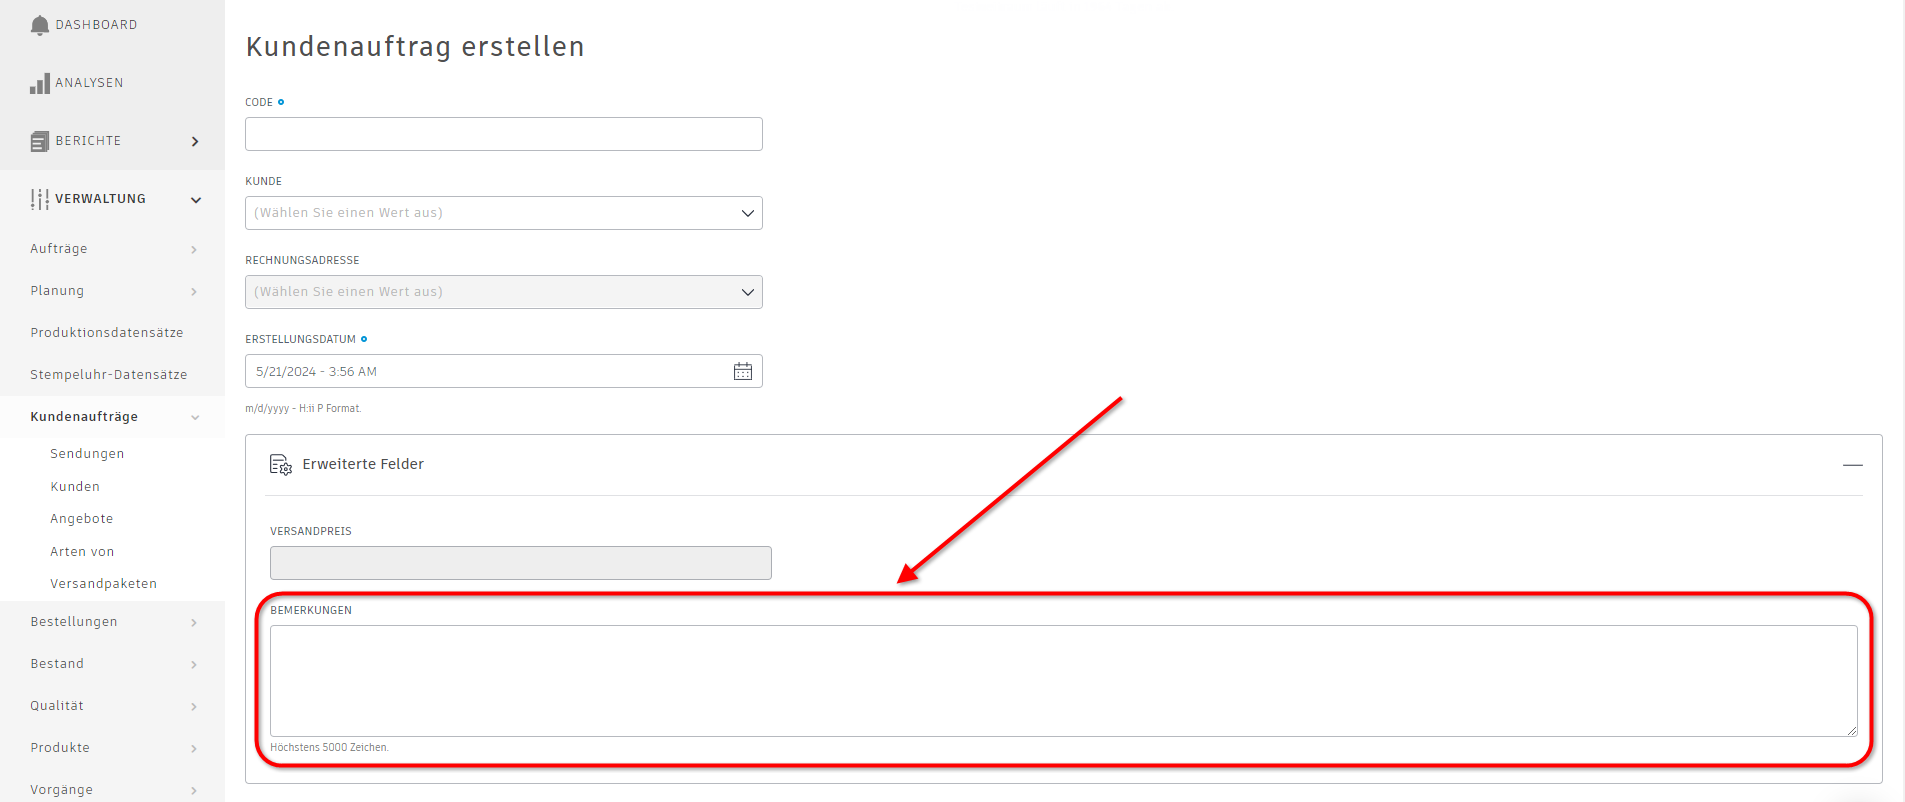 DASHBOARD
ANALYSEN
BERICHTE
VERWALTUNG
Aufträge
Planung
Produktionsdatensätze
Stempeluhr-Datensätze
Kundenaufträge
Sendungen
Kunden
Angebote
Arten von
Versandpaketen
Bestellungen
Bestand
Qualität
Produkte
Vorgänge
Kundenauftrag erstellen
CODE
KUNDE
(Wählen Sie einen Wert aus)
RECHNUNGSADRESSE
(Wählen Sie einen Wert aus)
ERSTELLUNGSDATUM
5/21/2024 - 3:56 AM
m/d/yyyy - H:ii P Format.
Erweiterte Felder
VERSANDPREIS
BEMERKUNGEN
Höchstens 5000 Zeichen.